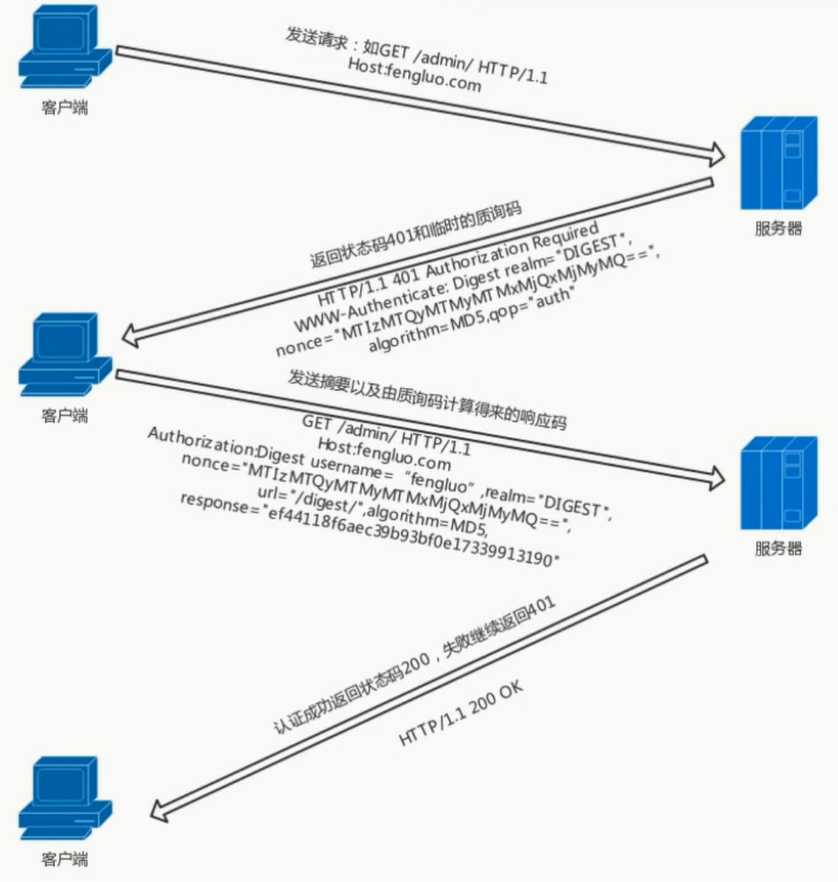 发送请求：如GET /admin/ HTTP/1.1
Host:fengluo.com
客户端
服务器
返回状态码401和临时的质询码
HTTP/1.1 401 Authorization Required
WWW-Authenticate: Digest realm="DIGEST",
nonce="MTIzMTQyMTMyMTMxMjQxMjMyMQ==",
algorithm=MD5,qop="auth"
客户端
发送摘要以及由质询码计算得来的响应码
GET /admin/ HTTP/1.1
Host:fengluo.com
Authorization:Digest username=“fengluo”,realm="DIGEST",
nonce="MTIzMTQyMTMyMTMxMjQxMjMyMQ==",
url="/digest/",algorithm=MD5,
response="ef44118f6aec39b93bf0e17339913190"
服务器
认证成功返回状态码200，失败继续返回401
HTTP/1.1 200 OK
客户端